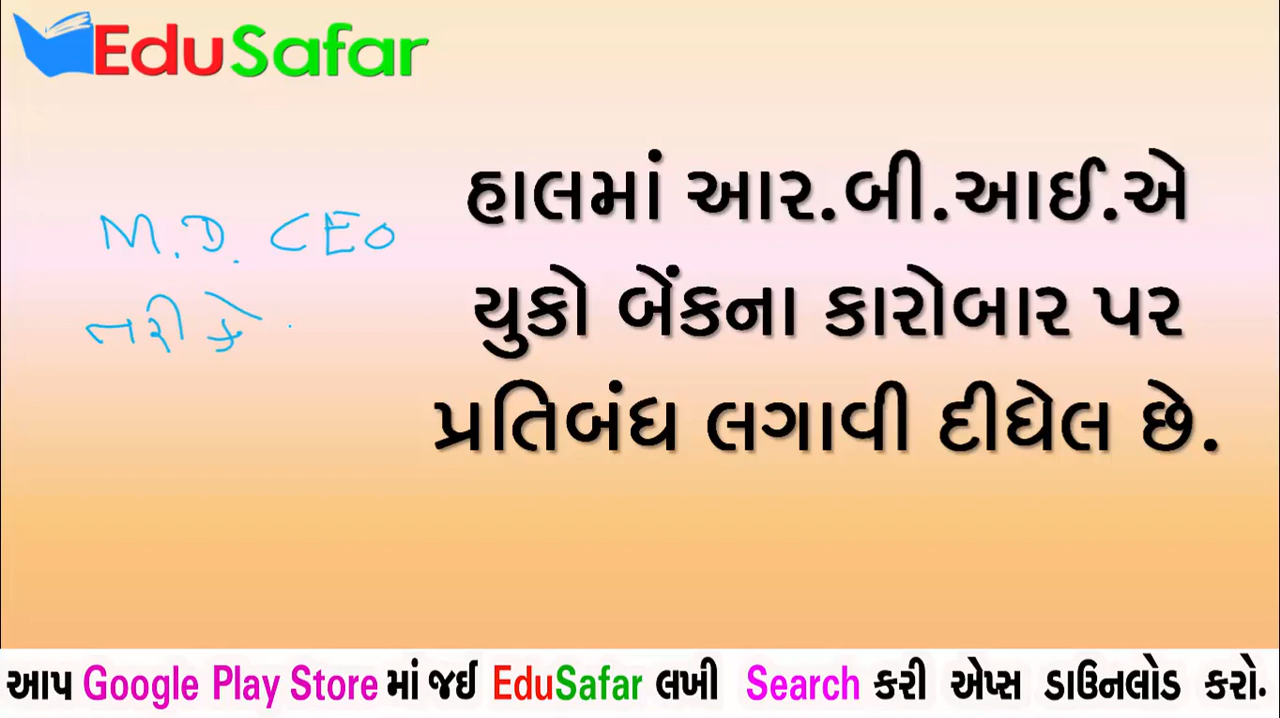 EduSafar
હાલમાં આર.બી.આઈ.એ
યુકો બેંકના કારોબાર પર
પ્રતિબંધ લગાવી દીધેલ છે.
M.D. CEO
તરીકે
આપ Google Play Store માં જઈ EduSafar લખી Search કરી એપ્સ ડાઉનલોડ કરો.